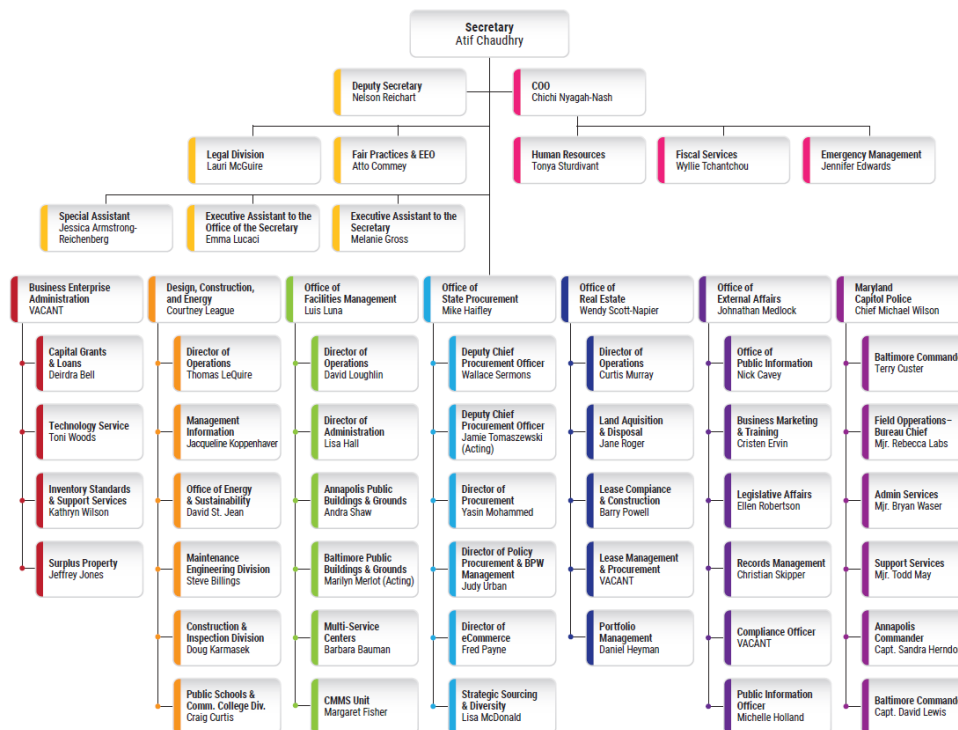 Secretary
Atif Chaudhry
Deputy Secretary
Nelson Reichart
COO
Chichi Nyagah-Nash
Legal Division
Lauri McGuire
Fair Practices & EEO
Atto Commey
Human Resources
Tonya Sturdivant
Fiscal Services
Wyllie Tchantchou
Emergency Management
Jennifer Edwards
Special Assistant
Jessica Armstrong-
Reichenberg
Executive Assistant to the
Office of the Secretary
Emma Lucaci
Executive Assistant to the
Secretary
Melanie Gross
Business Enterprise
Administration
VACANT
Capital Grants
& Loans
Deirdra Bell
Technology Service
Toni Woods
Inventory Standards
& Support Services
Kathryn Wilson
Surplus Property
Jeffrey Jones
Design, Construction,
and Energy
Courtney League
Director of
Operations
Thomas LeQuire
Management
Information
Jacqueline Koppenhaver
Office of Energy
& Sustainability
David St. Jean
Maintenance
Engineering Division
Steve Billings
Construction &
Inspection Division
Doug Karmasek
Public Schools &
Comm. College Div.
Craig Curtis
Office of
Facilities Management
Luis Luna
Director of
Operations
David Loughlin
Director of
Administration
Lisa Hall
Annapolis Public
Buildings & Grounds
Andra Shaw
Baltimore Public
Buildings & Grounds
Marilyn Merlot (Acting)
Multi-Service
Centers
Barbara Bauman
CMMS Unit
Margaret Fisher
Office of
State Procurement
Mike Haifley
Deputy Chief
Procurement Officer
Wallace Sermons
Deputy Chief
Procurement Officer
Jamie Tomaszewski
(Acting)
Director of
Procurement
Yasin Mohammed
Director of Policy
Procurement & BPW
Management
Judy Urban
Director of
eCommerce
Fred Payne
Strategic Sourcing
& Diversity
Lisa McDonald
Office of
Real Estate
Wendy Scott-Napier
Director of
Operations
Curtis Murray
Land Aquisition
& Disposal
Jane Roger
Lease Compiance
& Construction
Barry Powell
Lease Management
& Procurement
VACANT
Portfolio
Management
Daniel Heyman
Office of
External Affairs
Johnathan Medlock
Office of
Public Information
Nick Cavey
Business Marketing
& Training
Cristen Ervin
Legislative Affairs
Ellen Robertson
Records Management
Christian Skipper
Compliance Officer
VACANT
Public Information
Officer
Michelle Holland
Maryland
Capitol Police
Chief Michael Wilson
Baltimore Commande
Terry Custer
Field Opperations–
Bureau Chief
Mjr. Rebecca Labs
Admin Services
Mjr. Bryan Waser
Support Services
Mjr. Todd May
Annapolis
Commander
Capt. Sandra Herndo
Baltimore Commande
Capt. David Lewis